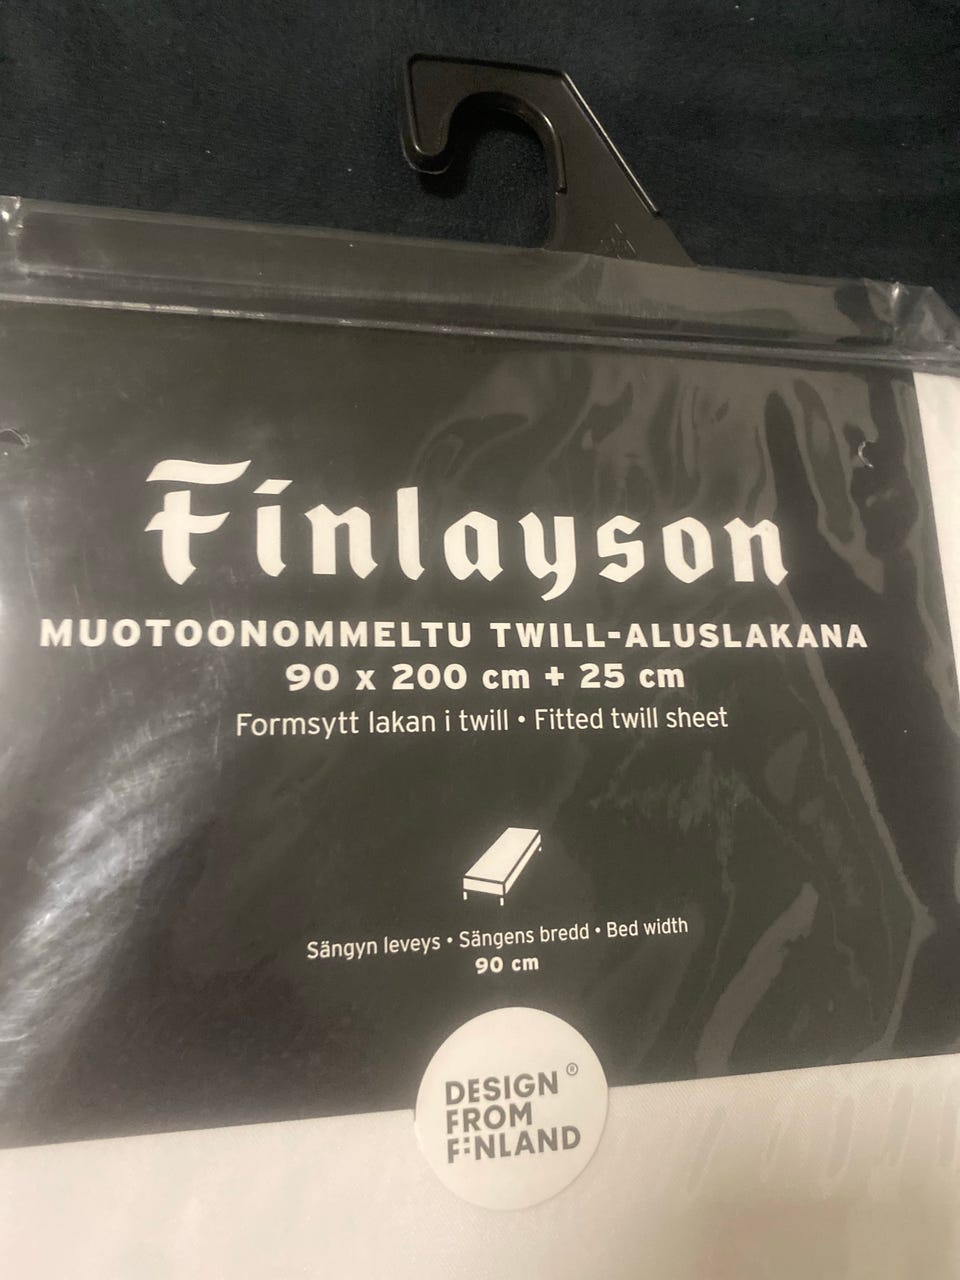 Finlayson
MUOTOONOMMELTU TWILL-ALUSLAKANA
90 x 200 cm + 25 cm
Formsytt lakan i twill • Fitted twill sheet
Sängyn leveys • Sängens bredd • Bed width
90 cm
DESIGN ®
FROM
FINLAND